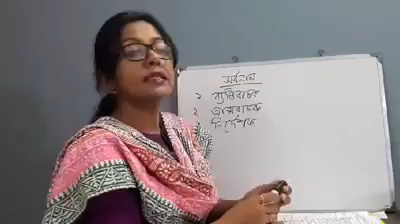 সর্বনাম
১ ব্যক্তিবাচক
২ আত্মবাচক
নির্দেশক